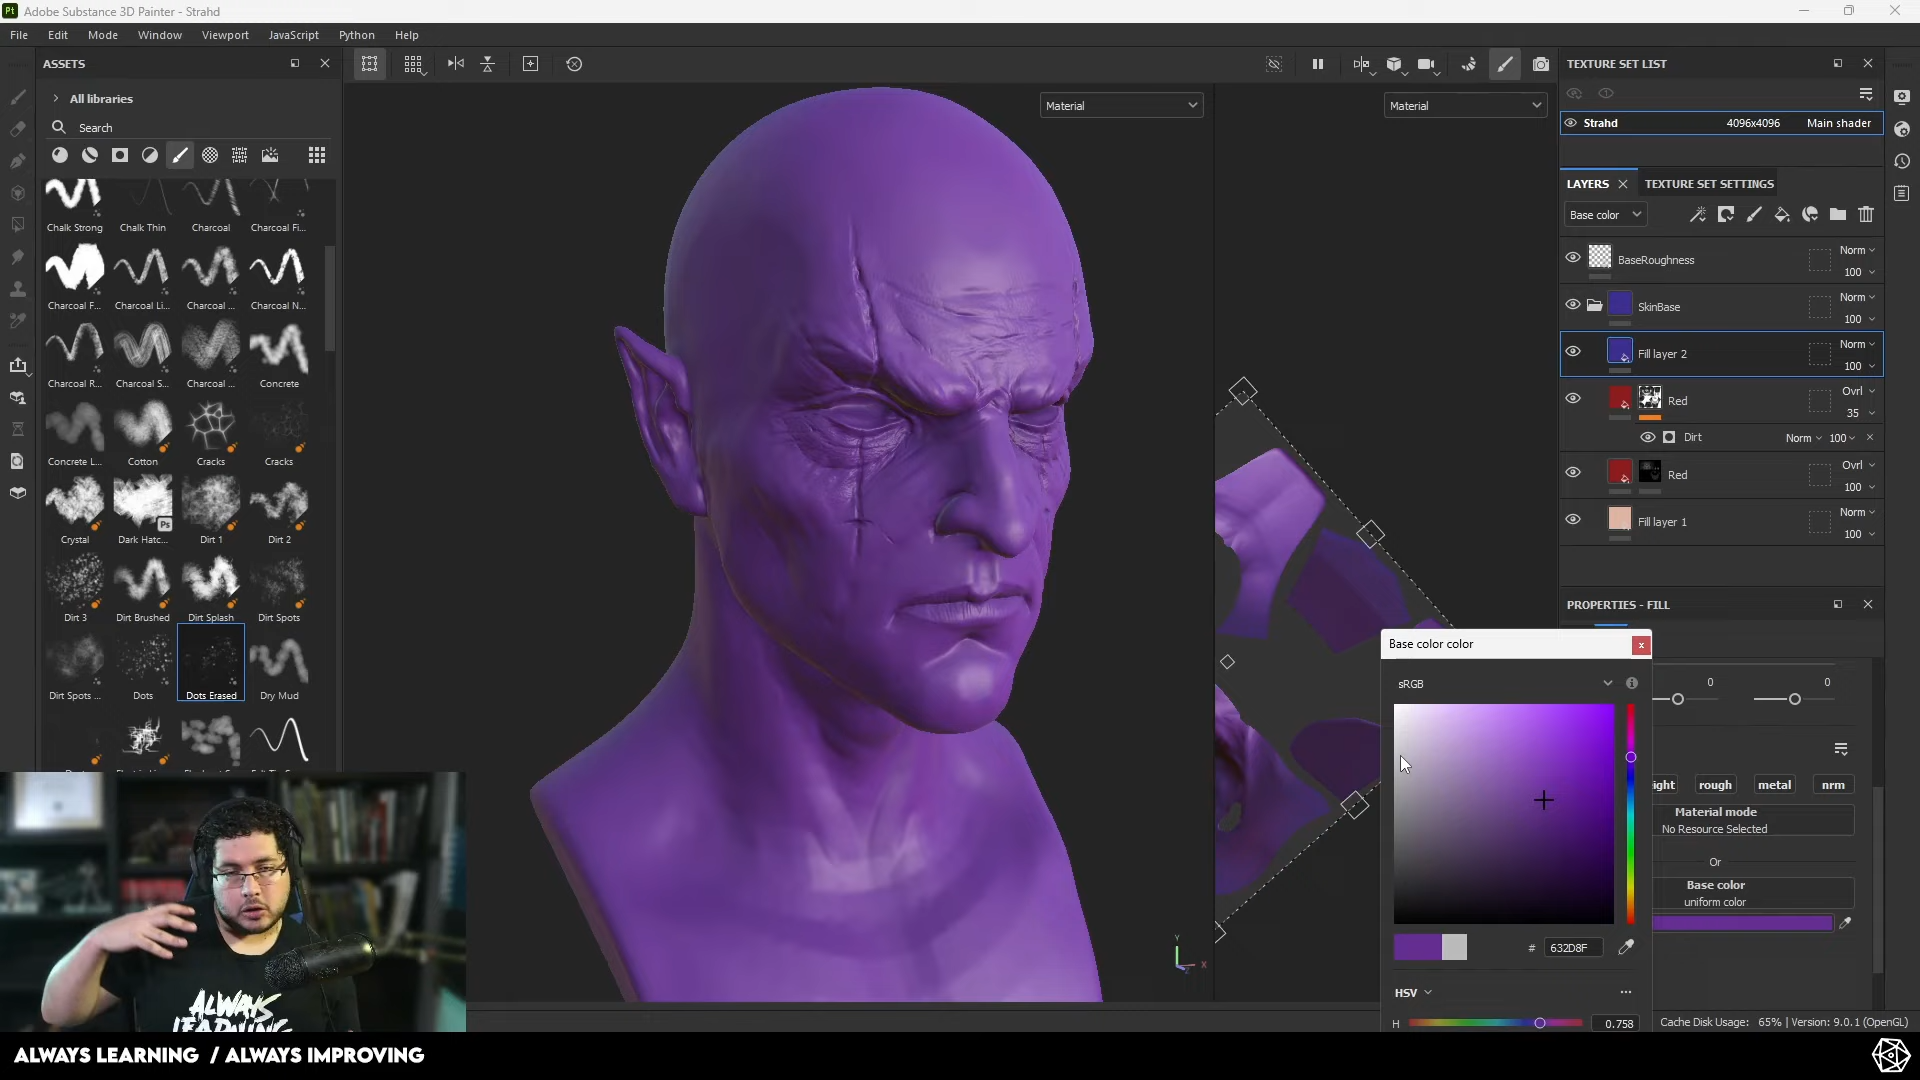 Pt
Adobe Substance 3D Painter - Strahd
File Edit Mode Window Viewport JavaScript Python Help
ASSETS
All libraries
Search
Chalk Strong Chalk Thin Charcoal Charcoal Fi...
Charcoal F... Charcoal Li... Charcoal ... Charcoal N...
Charcoal R... Charcoal S... Charcoal ... Concrete
Concrete L... Cotton Cracks Cracks
Crystal Dark Hatc... Dirt 1 Dirt 2
Ps
Dirt 3 Dirt Brushed Dirt Splash Dirt Spots
Dirt Spots ... Dots Dots Erased Dry Mud
Material
Material
Y
X
TEXTURE SET LIST
Strahd 4096x4096 Main shader
LAYERS TEXTURE SET SETTINGS
Base color
BaseRoughness Norm
100
SkinBase Norm
100
Fill layer 2 Norm
100
Red Ovrl
35
Dirt Norm 100
Red Ovrl
100
Fill layer 1 Norm
100
PROPERTIES - FILL
0 0
ight rough metal nrm
Material mode
No Resource Selected
Or
Base color
uniform color
Base color color
x
sRGB
# 632D8F
HSV ...
H 0.758
Cache Disk Usage: 65% | Version: 9.0.1 (OpenGL)
ALWAYS
LEARNING
ALWAYS LEARNING / ALWAYS IMPROVING